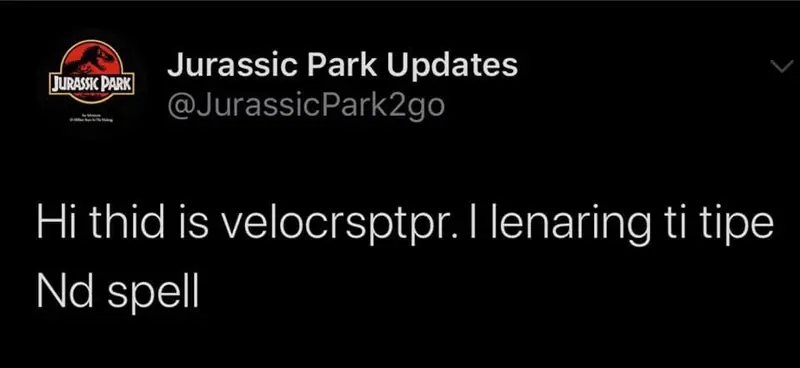 JURASSIC PARK
Jurassic Park Updates
@JurassicPark2go
Hi thid is velocrsptpr. I lenaring ti tipe
Nd spell